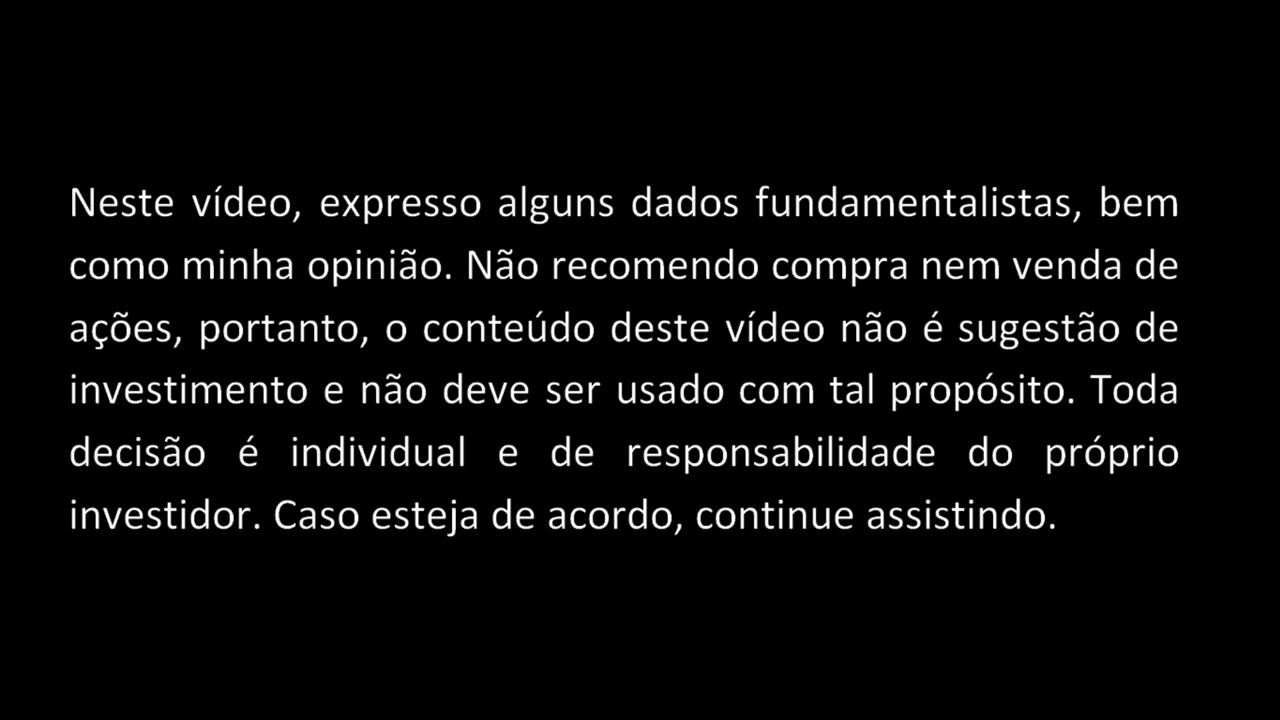 Neste vídeo, expresso alguns dados fundamentalistas, bem
como minha opinião. Não recomendo compra nem venda de
ações, portanto, o conteúdo deste vídeo não é sugestão de
investimento e não deve ser usado com tal propósito. Toda
decisão é individual e de responsabilidade do próprio
investidor. Caso esteja de acordo, continue assistindo.